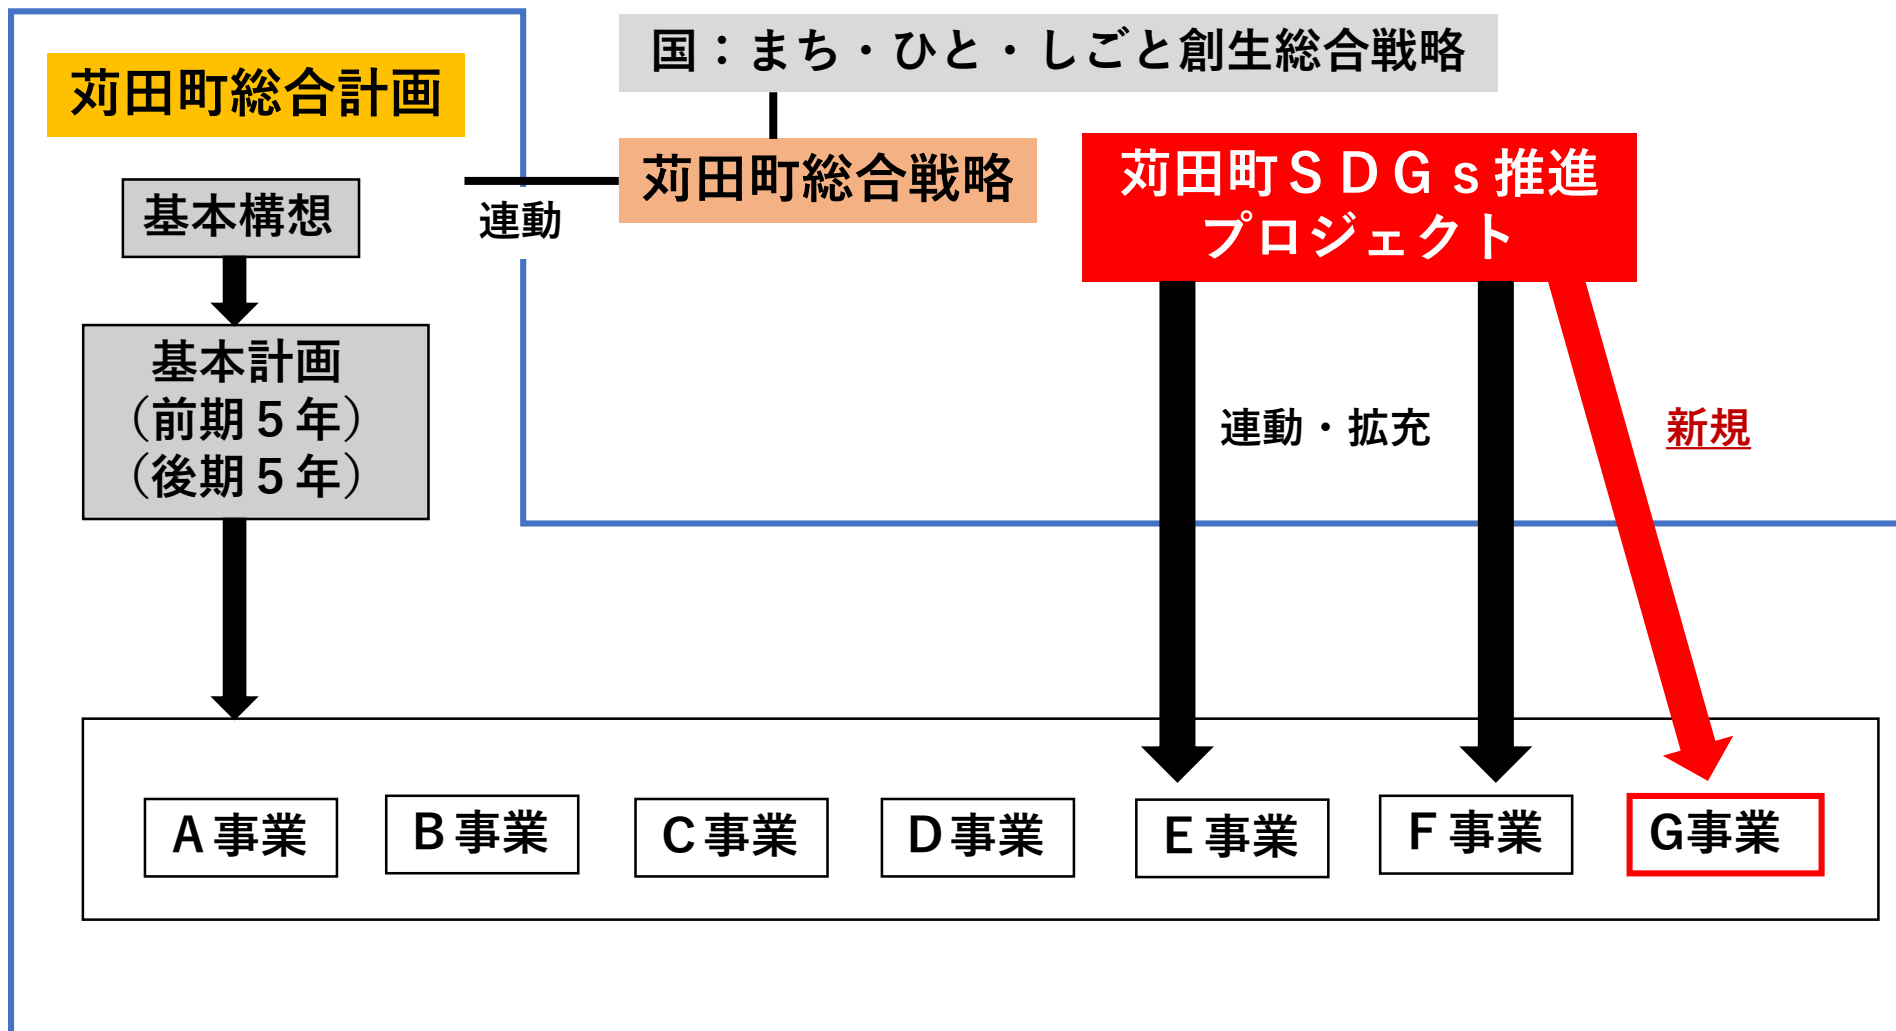 国：まち・ひと・しごと創生総合戦略
苅田町総合計画
苅田町総合戦略
苅田町ＳＤＧｓ推進
プロジェクト
基本構想
連動
基本計画
（前期５年）
（後期５年）
連動・拡充
新規
Ａ事業
Ｂ事業
Ｃ事業
Ｄ事業
Ｅ事業
Ｆ事業
G事業